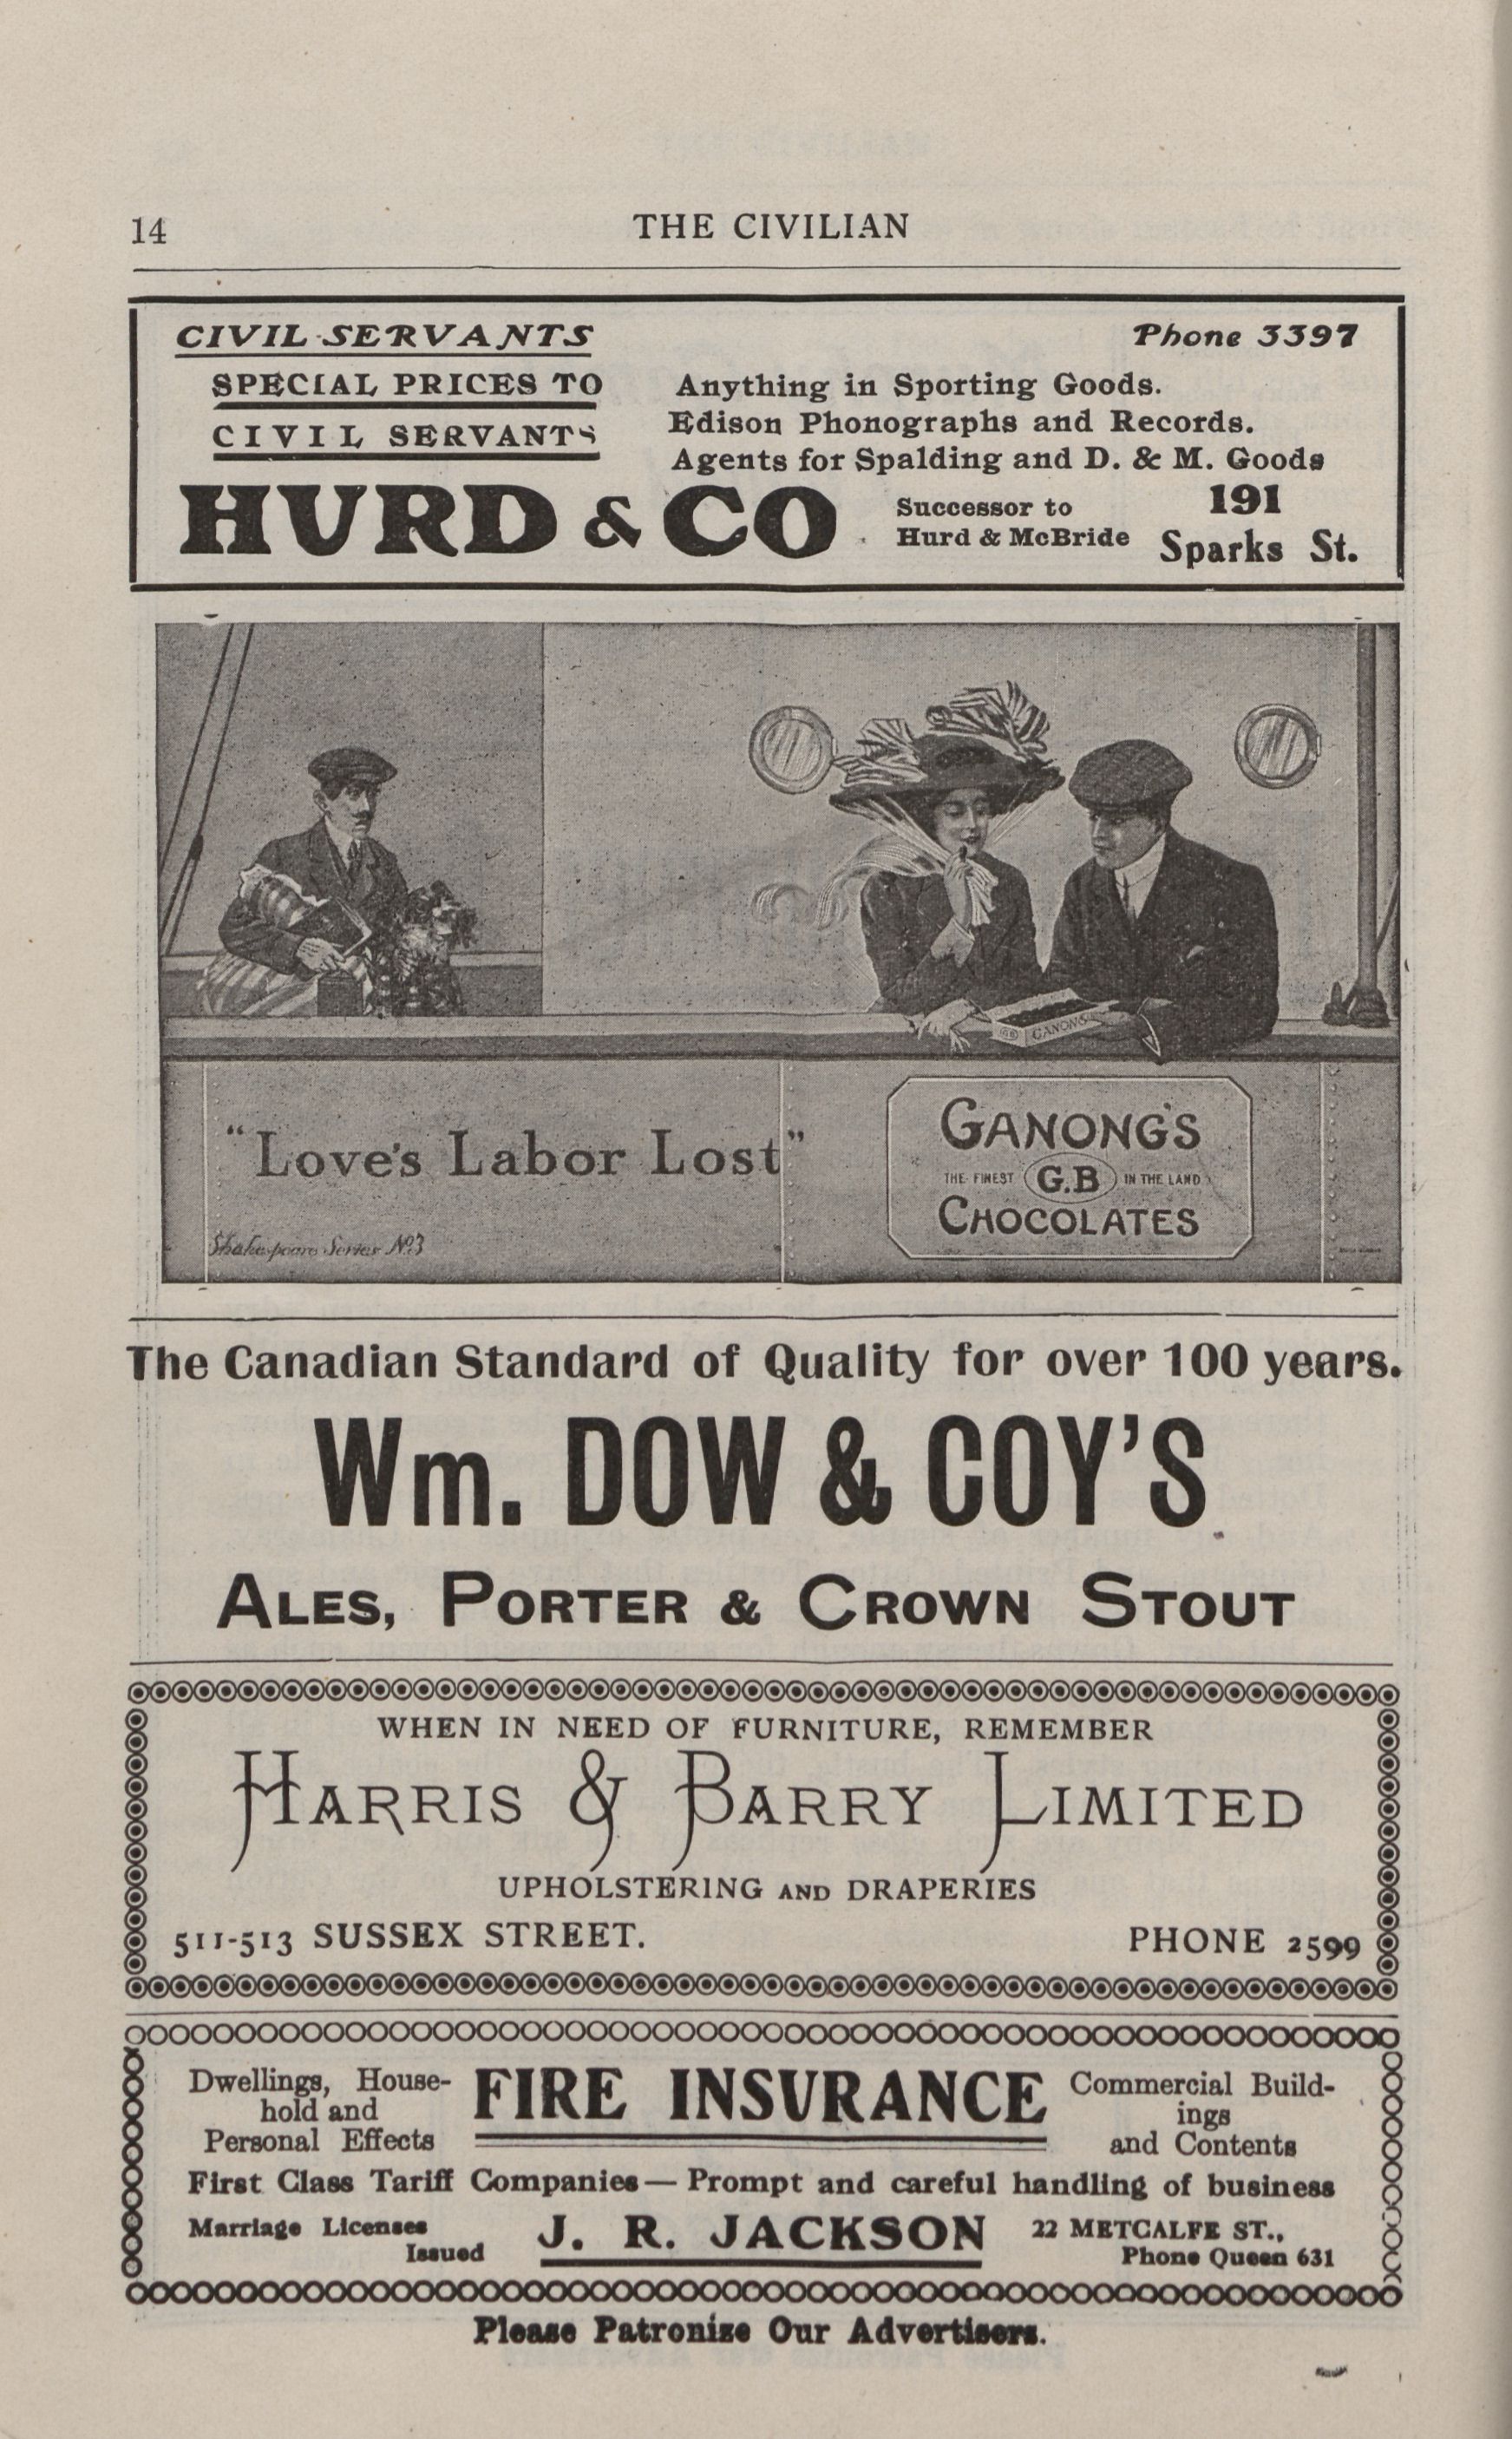 14
THE CIVILIAN
CIVIL SERVANTS
SPECIAL PRICES TO
CIVIL SERVANTS
Phone 3397
Anything in Sporting Goods.
Edison Phonographs and Records.
Agents for Spalding and D. & M. Goods
HURD & CO
Successor to
Hurd & McBride
191
Sparks St.
GB GANONG'S
"Love's Labor Lost"
Shakespeare Series No3
GANONG'S
THE FINEST G.B IN THE LAND
CHOCOLATES
The Canadian Standard of Quality for over 100 years.
Wm. DOW & COY'S
ALES, PORTER & CROWN STOUT
WHEN IN NEED OF FURNITURE, REMEMBER
HARRIS & BARRY LIMITED
UPHOLSTERING AND DRAPERIES
511-513 SUSSEX STREET.
PHONE 2599
Dwellings, House-
hold and
Personal Effects
FIRE INSURANCE
Commercial Build-
ings
and Contents
First Class Tariff Companies— Prompt and careful handling of business
Marriage Licenses
Issued
J. R. JACKSON
22 METCALFE ST.,
Phone Queen 631
Please Patronize Our Advertisers.